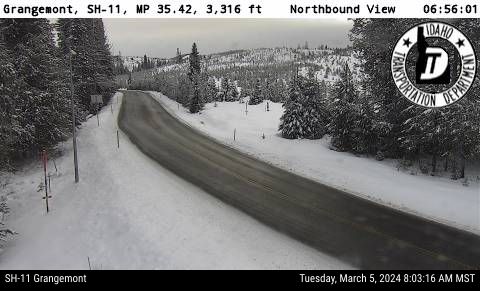 Grangemont, SH-11, MP 35.42, 3,316 ft Northbound View 06:56:01
IDAHO
TRANSPORTATION DEPARTMENT
SH-11 Grangemont Tuesday, March 5, 2024 8:03:16 AM MST